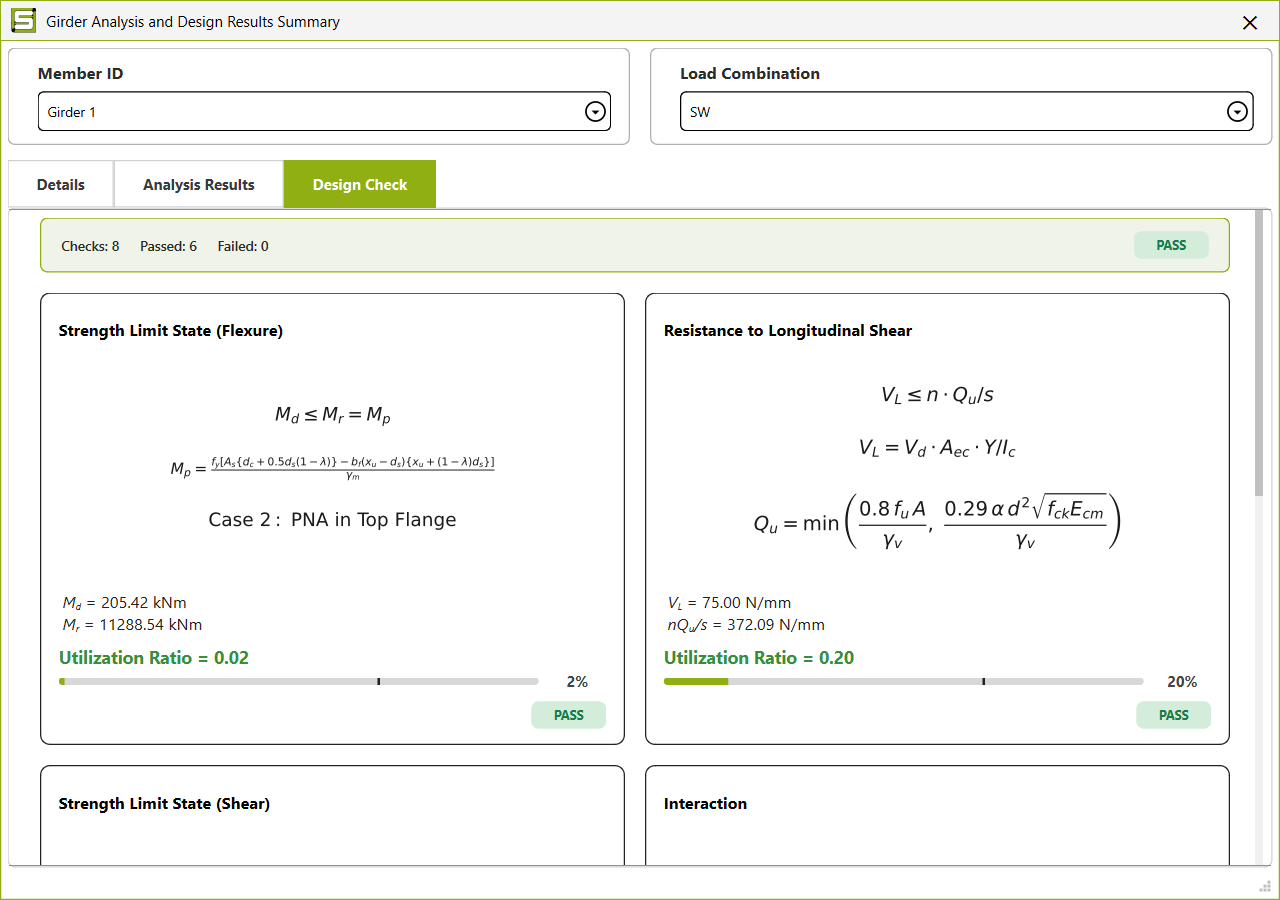 Girder Analysis and Design Results Summary
Member ID
Girder 1
Load Combination
SW
Details
Analysis Results
Design Check
Checks: 8
Passed: 6
Failed: 0
PASS
Strength Limit State (Flexure)
M_d ≤ M_r = M_p
M_p = f_y[A_s{d_c + 0.5d_s(1 − λ)} − b_f(x_u − d_s){x_u + (1 − λ)d_s}] / γ_m
Case 2 : PNA in Top Flange
M_d = 205.42 kNm
M_r = 11288.54 kNm
Utilization Ratio = 0.02
2%
PASS
Resistance to Longitudinal Shear
V_L ≤ n · Q_u/s
V_L = V_d · A_ec · Y/I_c
Q_u = min(0.8 f_u A / γ_v, 0.29 α d² √(f_ck E_cm) / γ_v)
V_L = 75.00 N/mm
nQ_u/s = 372.09 N/mm
Utilization Ratio = 0.20
20%
PASS
Strength Limit State (Shear)
Interaction